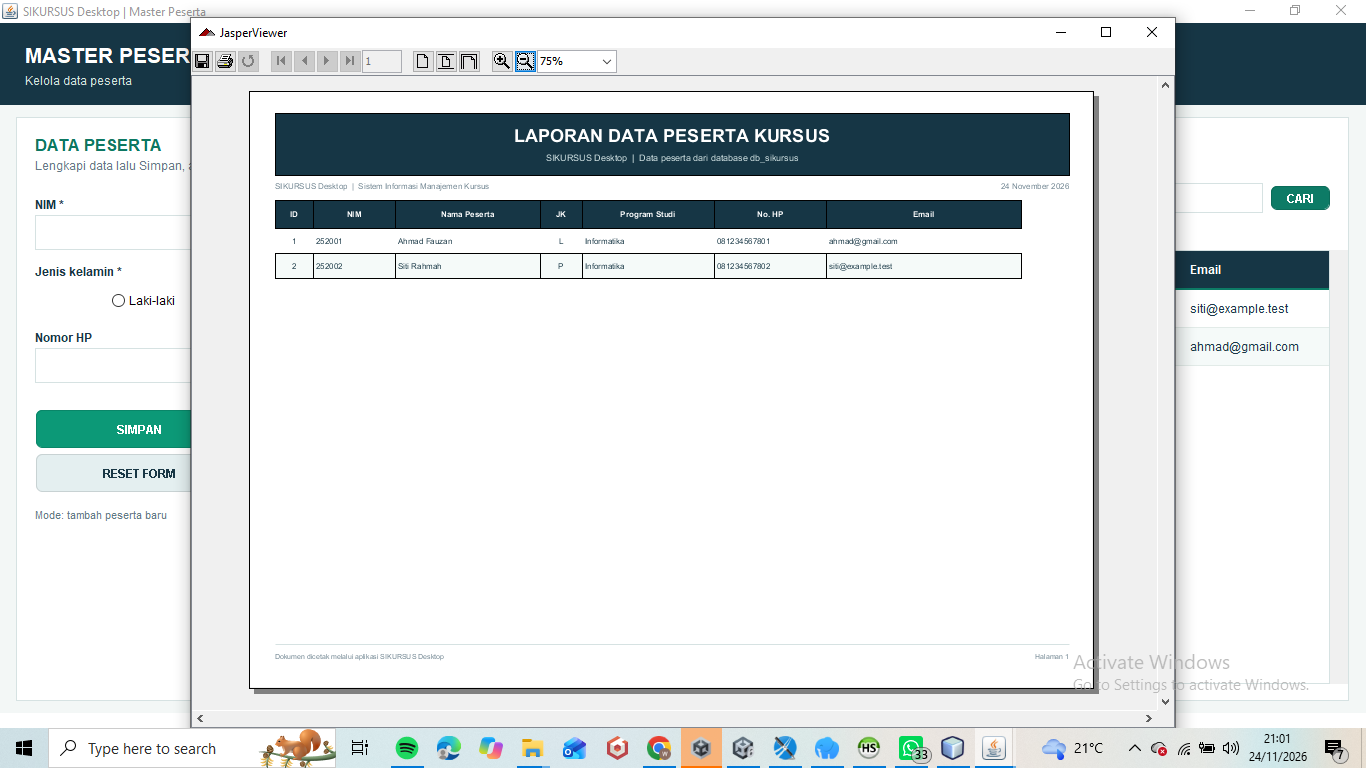 SIKURSUS Desktop | Master Peserta
MASTER PESER
Kelola data peserta
DATA PESERTA
Lengkapi data lalu Simpan, a
NIM *
Jenis kelamin *
Laki-laki
Nomor HP
SIMPAN
RESET FORM
Mode: tambah peserta baru
JasperViewer
1
75%
LAPORAN DATA PESERTA KURSUS
SIKURSUS Desktop | Data peserta dari database db_sikursus
SIKURSUS Desktop | Sistem Informasi Manajemen Kursus 24 November 2026
ID NIM Nama Peserta JK Program Studi No. HP Email
1 252001 Ahmad Fauzan L Informatika 081234567801 ahmad@gmail.com
2 252002 Siti Rahmah P Informatika 081234567802 siti@example.test
Dokumen dicetak melalui aplikasi SIKURSUS Desktop Halaman 1
CARI
Email
siti@example.test
ahmad@gmail.com
Activate Windows
Go to Settings to activate Windows.
Type here to search
HS
33
21°C
21:01
24/11/2026
7